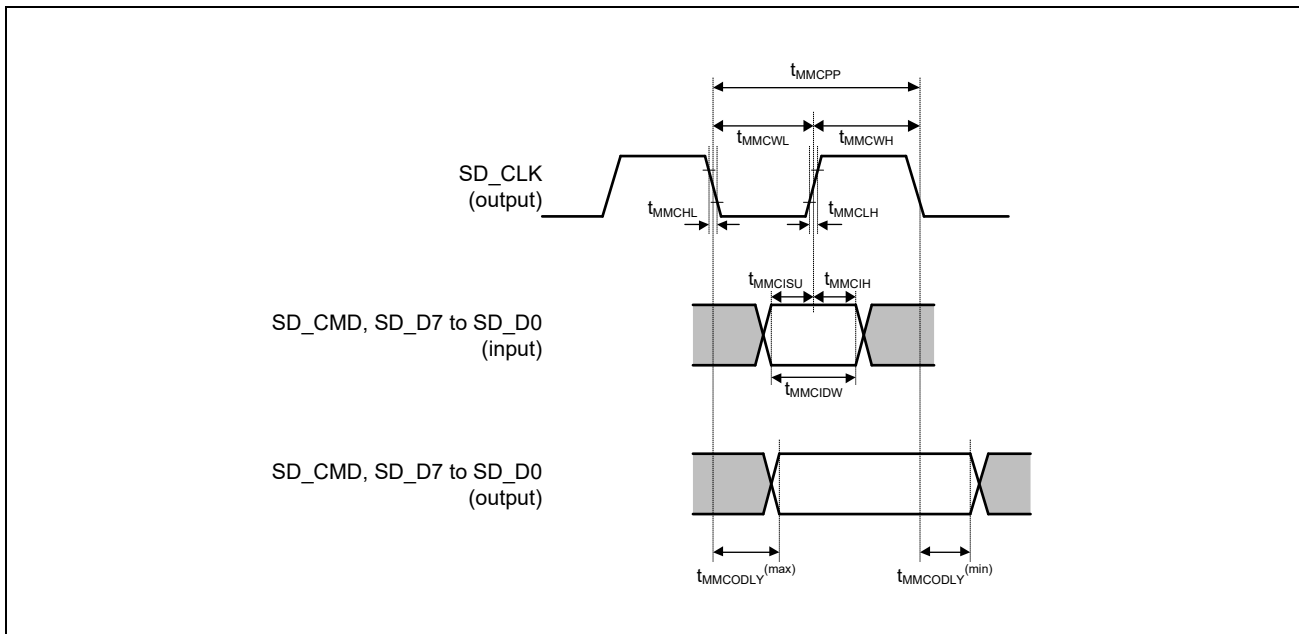 tMMCPP
tMMCWL
tMMCWH
SD_CLK
(output)
tMMCHL
tMMCLH
tMMCISU
tMMCIH
SD_CMD, SD_D7 to SD_D0
(input)
tMMCIDW
SD_CMD, SD_D7 to SD_D0
(output)
tMMCODLY(max)
tMMCODLY(min)